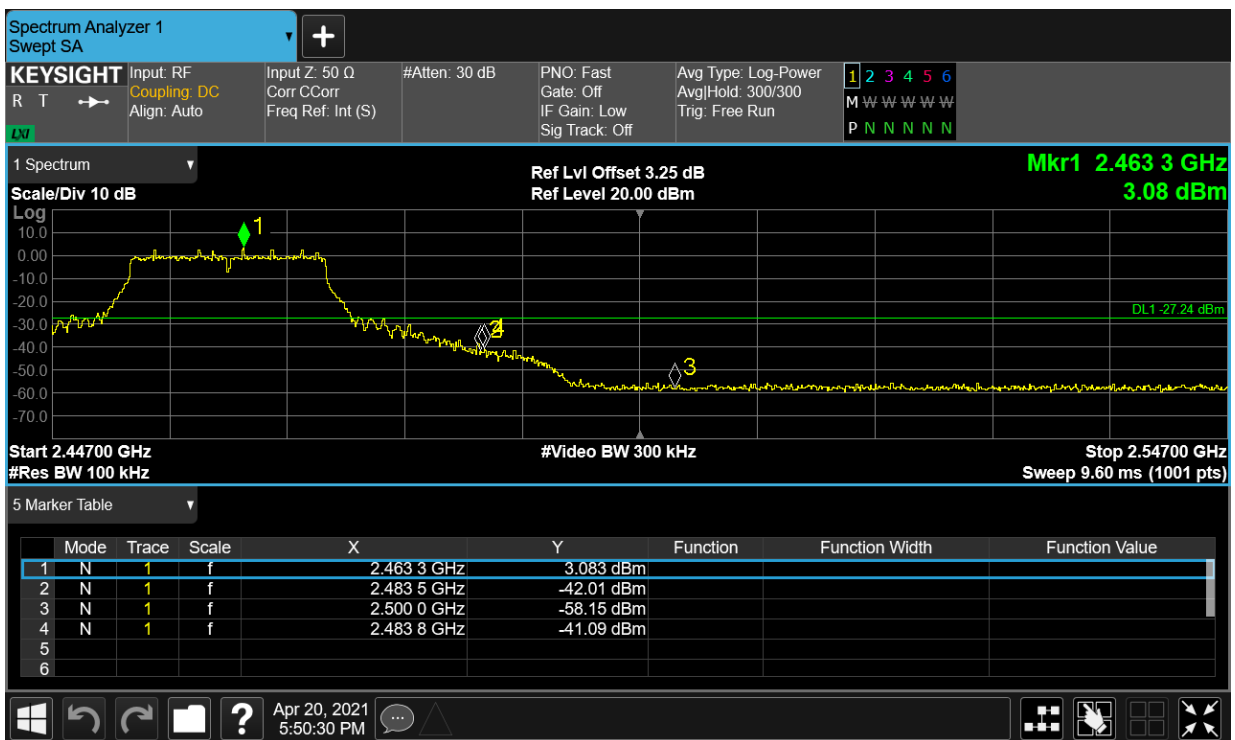 Spectrum Analyzer 1
Swept SA
KEYSIGHT Input: RF Input Z: 50 Ω #Atten: 30 dB PNO: Fast Avg Type: Log-Power 1 2 3 4 5 6
R T Coupling: DC Corr CCorr Gate: Off Avg|Hold: 300/300 M W W W W W
Align: Auto Freq Ref: Int (S) IF Gain: Low Trig: Free Run
LXI Sig Track: Off P N N N N N
1 Spectrum Ref Lvl Offset 3.25 dB Mkr1 2.463 3 GHz
Scale/Div 10 dB Ref Level 20.00 dBm 3.08 dBm
Log
10.0 1
0.00
-10.0
-20.0
DL1 -27.24 dBm
-30.0
-40.0
3
-50.0
-60.0
-70.0
Start 2.44700 GHz #Video BW 300 kHz Stop 2.54700 GHz
#Res BW 100 kHz Sweep 9.60 ms (1001 pts)
5 Marker Table
Mode Trace Scale X Y Function Function Width Function Value
1 N 1 f 2.463 3 GHz 3.083 dBm
2 N 1 f 2.483 5 GHz -42.01 dBm
3 N 1 f 2.500 0 GHz -58.15 dBm
4 N 1 f 2.483 8 GHz -41.09 dBm
5
6
Apr 20, 2021
5:50:30 PM